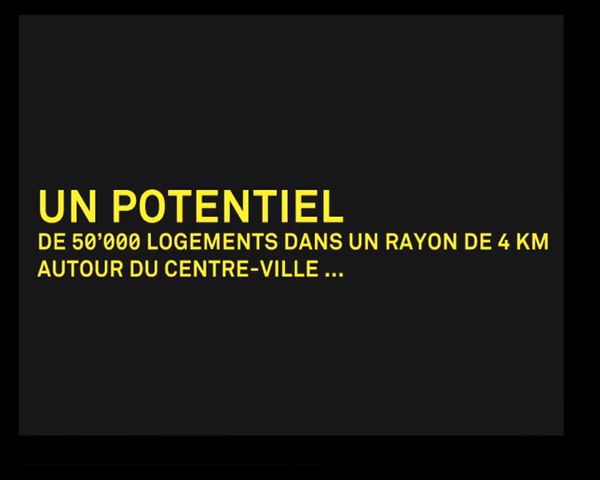 UN POTENTIEL
DE 50’000 LOGEMENTS DANS UN RAYON DE 4 KM
AUTOUR DU CENTRE-VILLE ...